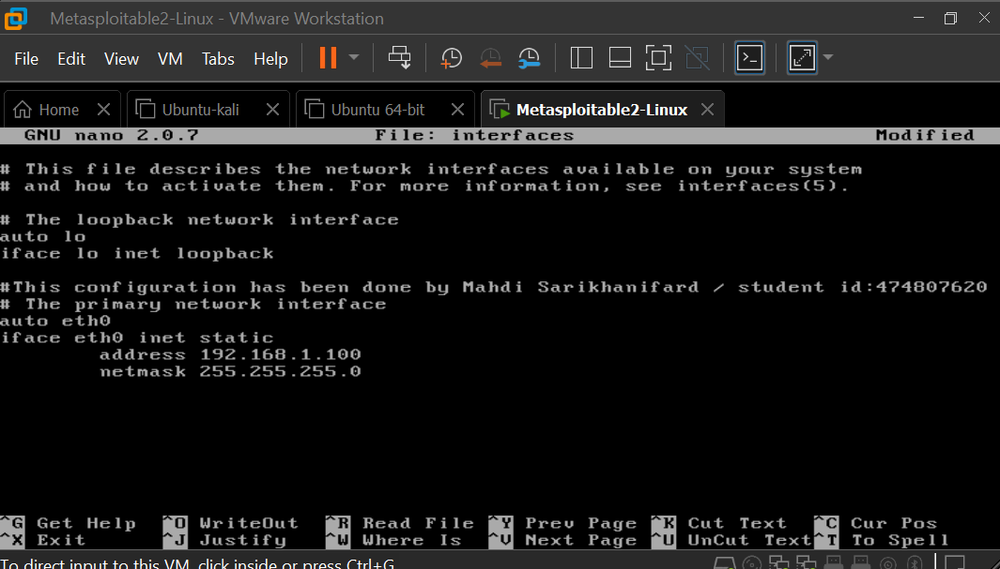 Metasploitable2-Linux - VMware Workstation
File Edit View VM Tabs Help
Home Ubuntu-kali Ubuntu 64-bit Metasploitable2-Linux
GNU nano 2.0.7 File: interfaces Modified
# This file describes the network interfaces available on your system
# and how to activate them. For more information, see interfaces(5).
# The loopback network interface
auto lo
iface lo inet loopback
#This configuration has been done by Mahdi Sarikhanifard / student id:474807620
# The primary network interface
auto eth0
iface eth0 inet static
address 192.168.1.100
netmask 255.255.255.0
^G Get Help ^O WriteOut ^R Read File ^Y Prev Page ^K Cut Text ^C Cur Pos
^X Exit ^J Justify ^W Where Is ^V Next Page ^U UnCut Text ^T To Spell
To direct input to this VM, click inside or press Ctrl+G.